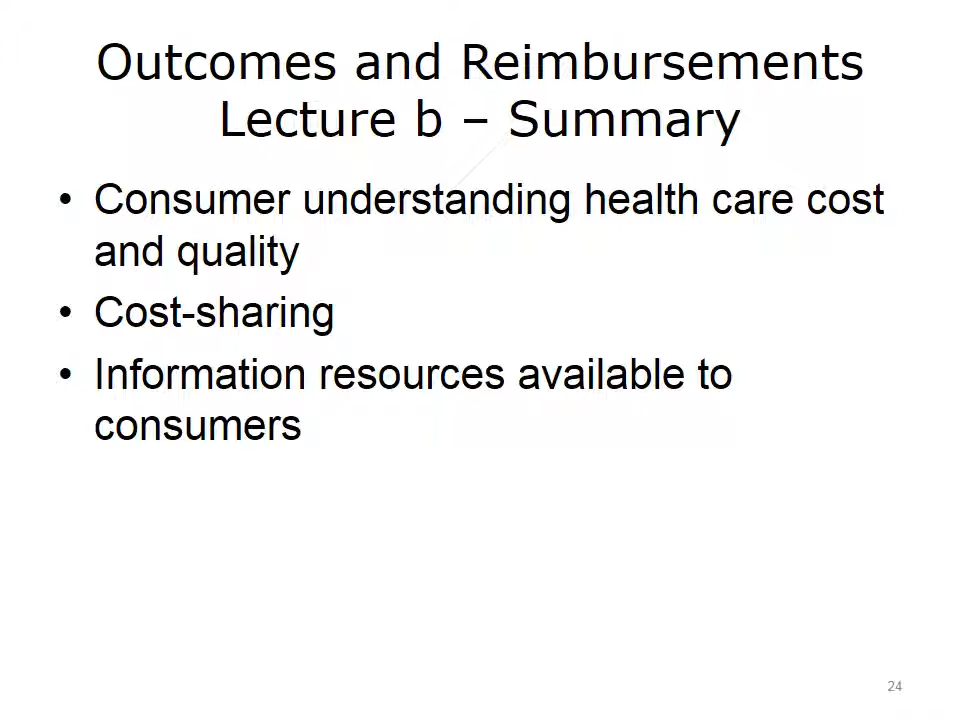 Outcomes and Reimbursements
Lecture b – Summary
• Consumer understanding health care cost
and quality
• Cost-sharing
• Information resources available to
consumers
24